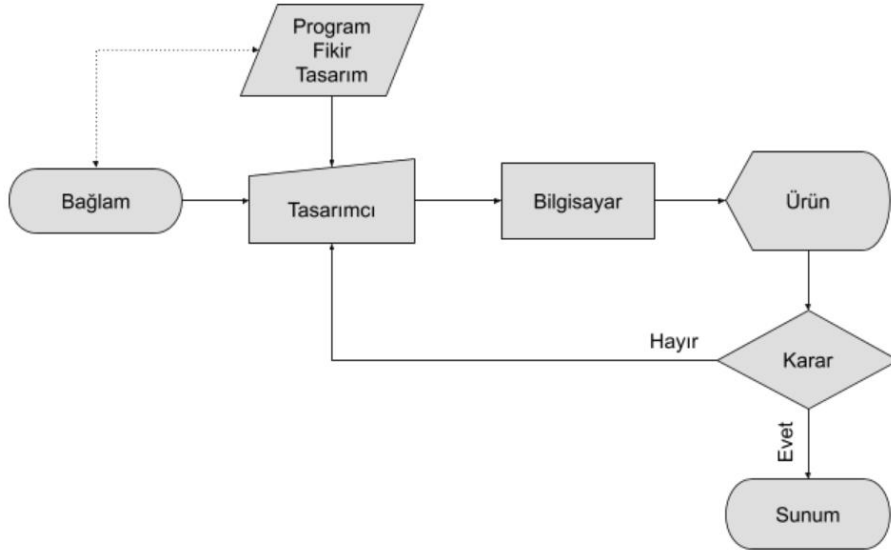 Program
Fikir
Tasarım
Bağlam
Tasarımcı
Bilgisayar
Ürün
Hayır
Karar
Evet
Sunum